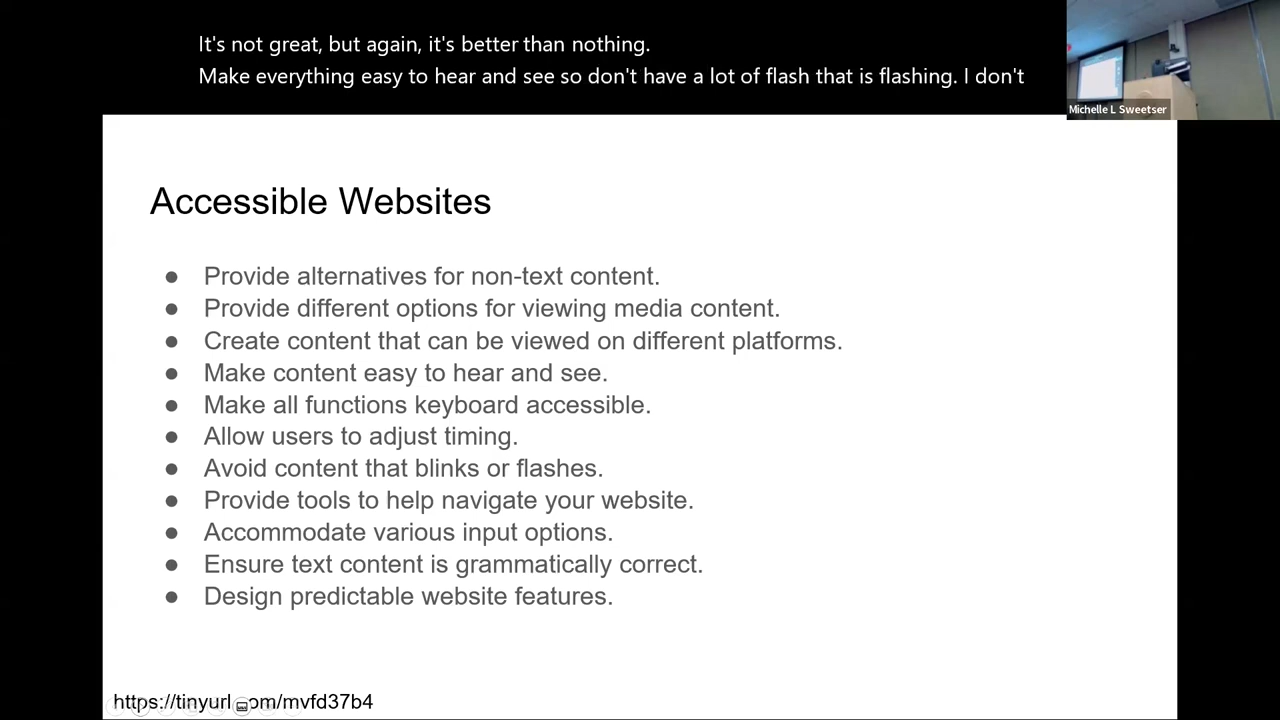 It's not great, but again, it's better than nothing.
Make everything easy to hear and see so don't have a lot of flash that is flashing. I don't
Michelle L Sweetser
Accessible Websites
● Provide alternatives for non-text content.
● Provide different options for viewing media content.
● Create content that can be viewed on different platforms.
● Make content easy to hear and see.
● Make all functions keyboard accessible.
● Allow users to adjust timing.
● Avoid content that blinks or flashes.
● Provide tools to help navigate your website.
● Accommodate various input options.
● Ensure text content is grammatically correct.
● Design predictable website features.
https://tinyurl.com/mvfd37b4